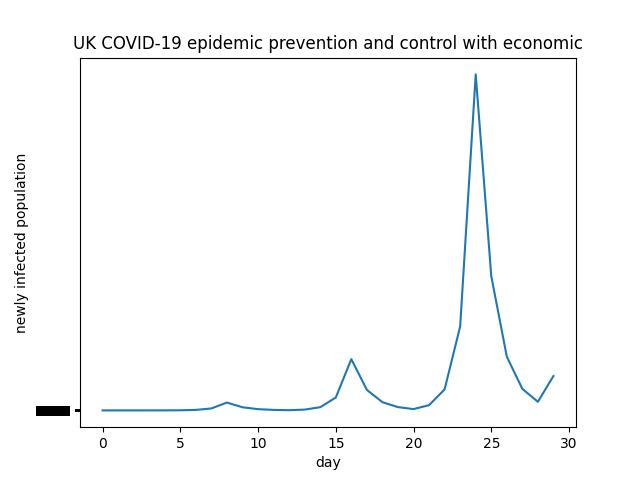 UK COVID-19 epidemic prevention and control with economic
newly infected population
0 5 10 15 20 25 30
day